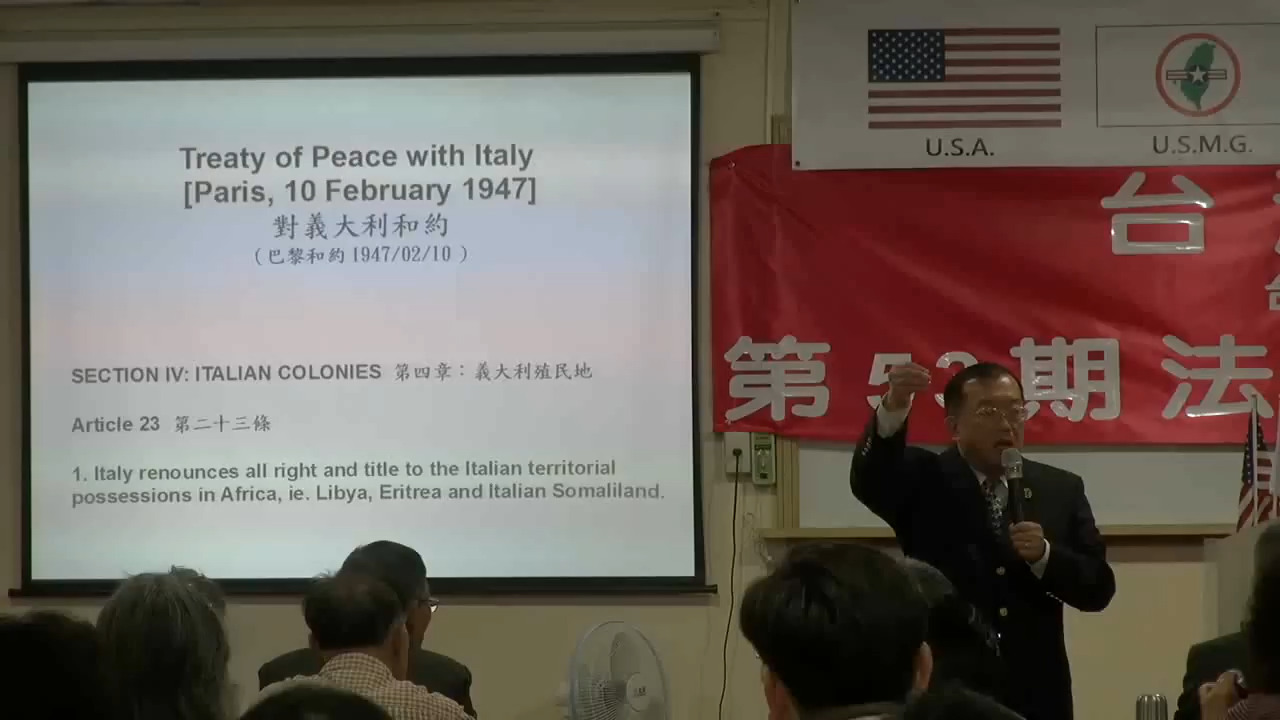 Treaty of Peace with Italy
[Paris, 10 February 1947]
對義大利和約
(巴黎和約 1947/02/10 )
SECTION IV: ITALIAN COLONIES 第四章：義大利殖民地
Article 23 第二十三條
1. Italy renounces all right and title to the Italian territorial
possessions in Africa, ie. Libya, Eritrea and Italian Somaliland.
U.S.A.
U.S.M.G.
台
第 53 期 法